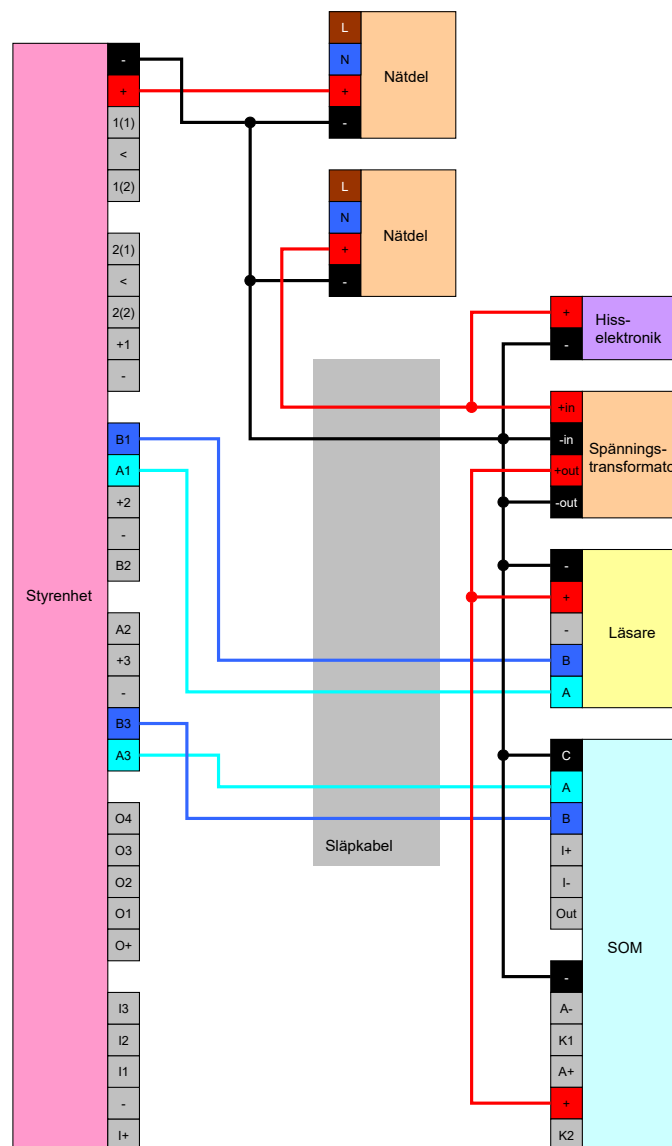 Styrenhet
-
+
1(1)
<
1(2)
2(1)
<
2(2)
+1
-
B1
A1
+2
-
B2
A2
+3
-
B3
A3
O4
O3
O2
O1
O+
I3
I2
I1
-
I+
L
N
+
-
Nätdel
L
N
+
-
Nätdel
Släpkabel
+
-
Hiss-
elektronik
+in
-in
+out
-out
Spännings-
transformato
-
+
-
B
A
Läsare
C
A
B
I+
I-
Out
-
A-
K1
A+
+
K2
SOM